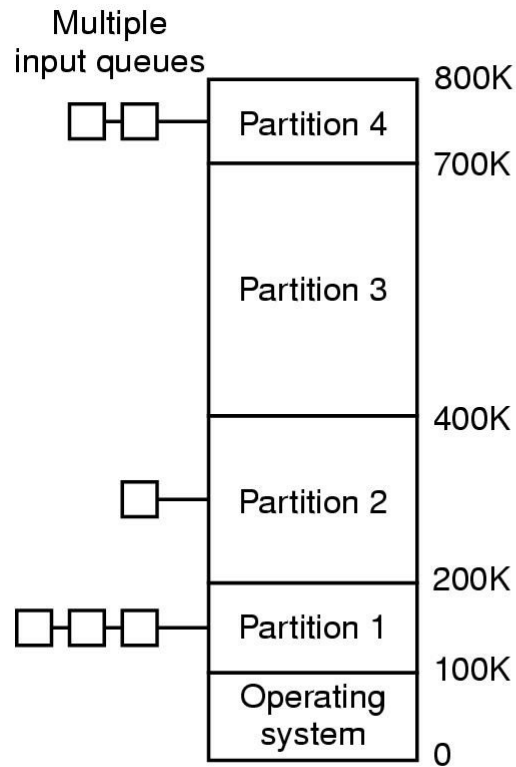 Multiple
input queues
800K
Partition 4
700K
Partition 3
400K
Partition 2
200K
Partition 1
100K
Operating
system
0